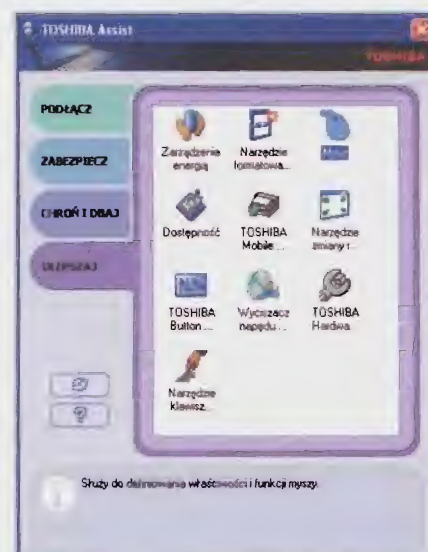 TOSHIBA Assist
TOSHIBA
PODŁĄCZ
ZABEZPIECZ
CHROŃ I DBAJ
ULEPSZAJ
Zarządzanie
energią
Narzędzie
formatowa...
Mysz
Dostępność
TOSHIBA
Mobile ...
Narzędzie
zmiany r...
TOSHIBA
Button ...
Wyciszacz
napędu ...
TOSHIBA
Hardwa...
Narzędzie
klawisz...
Służy do definiowania właściwości i funkcji myszy.